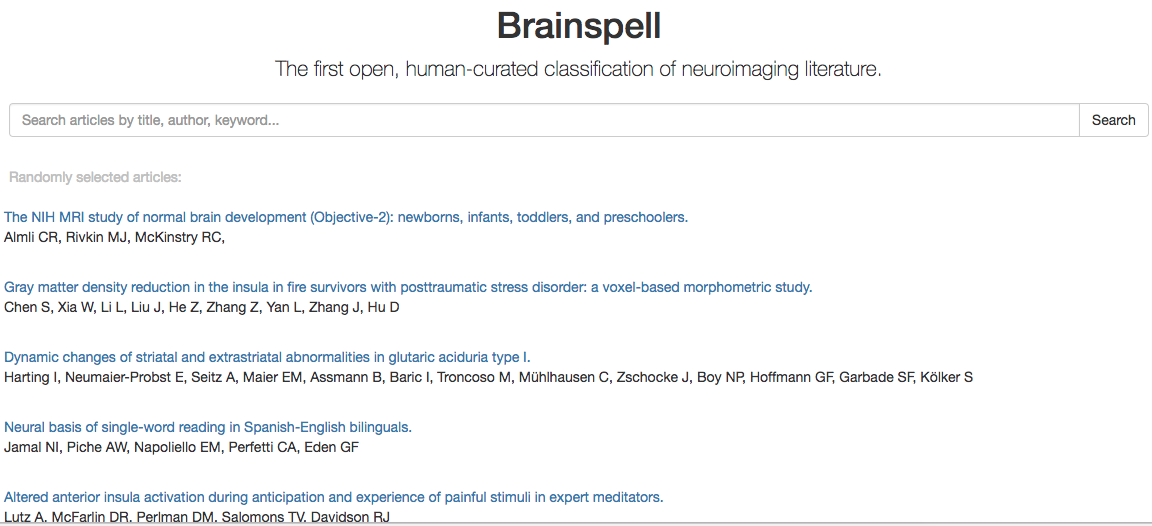 Brainspell
The first open, human-curated classification of neuroimaging literature.
Search articles by title, author, keyword...
Search
Randomly selected articles:
The NIH MRI study of normal brain development (Objective-2): newborns, infants, toddlers, and preschoolers.
Almli CR, Rivkin MJ, McKinstry RC,
Gray matter density reduction in the insula in fire survivors with posttraumatic stress disorder: a voxel-based morphometric study.
Chen S, Xia W, Li L, Liu J, He Z, Zhang Z, Yan L, Zhang J, Hu D
Dynamic changes of striatal and extrastriatal abnormalities in glutaric aciduria type I.
Harting I, Neumaier-Probst E, Seitz A, Maier EM, Assmann B, Baric I, Troncoso M, Mühlhausen C, Zschocke J, Boy NP, Hoffmann GF, Garbade SF, Kölker S
Neural basis of single-word reading in Spanish-English bilinguals.
Jamal NI, Piche AW, Napoliello EM, Perfetti CA, Eden GF
Altered anterior insula activation during anticipation and experience of painful stimuli in expert meditators.
Lutz A, McFarlin DR, Perlman DM, Salomons TV, Davidson RJ